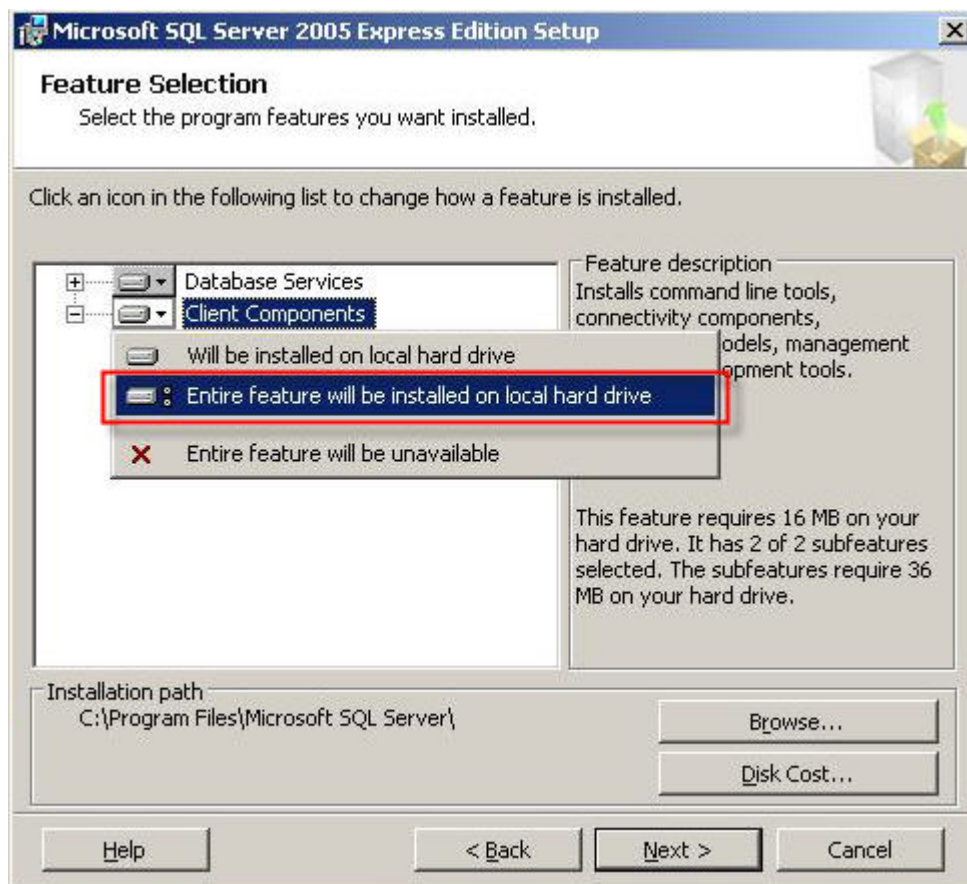 Microsoft SQL Server 2005 Express Edition Setup
Feature Selection
Select the program features you want installed.
Click an icon in the following list to change how a feature is installed.
Database Services
Client Components
Will be installed on local hard drive
Entire feature will be installed on local hard drive
Entire feature will be unavailable
Feature description
Installs command line tools,
connectivity components,
odels, management
opment tools.
This feature requires 16 MB on your
hard drive. It has 2 of 2 subfeatures
selected. The subfeatures require 36
MB on your hard drive.
Installation path
C:\Program Files\Microsoft SQL Server\
Browse...
Disk Cost...
Help
< Back
Next >
Cancel